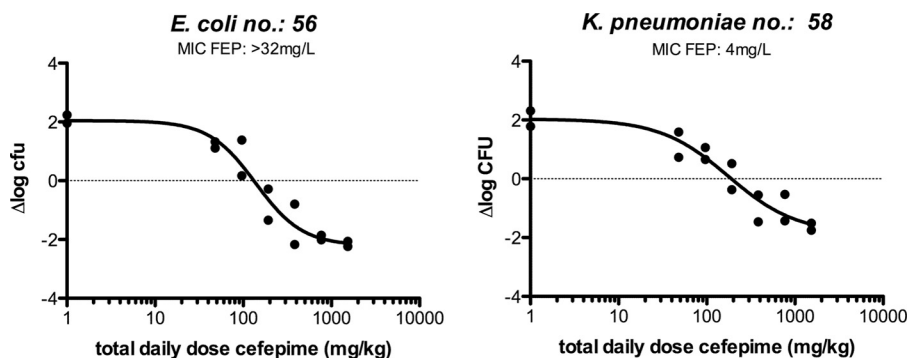 E. coli no.: 56
MIC FEP: >32mg/L
4
2
0
-2
-4
Δlog cfu
1
10
100
1000
10000
total daily dose cefepime (mg/kg)
K. pneumoniae no.: 58
MIC FEP: 4mg/L
4
2
0
-2
-4
Δlog CFU
1
10
100
1000
10000
total daily dose cefepime (mg/kg)